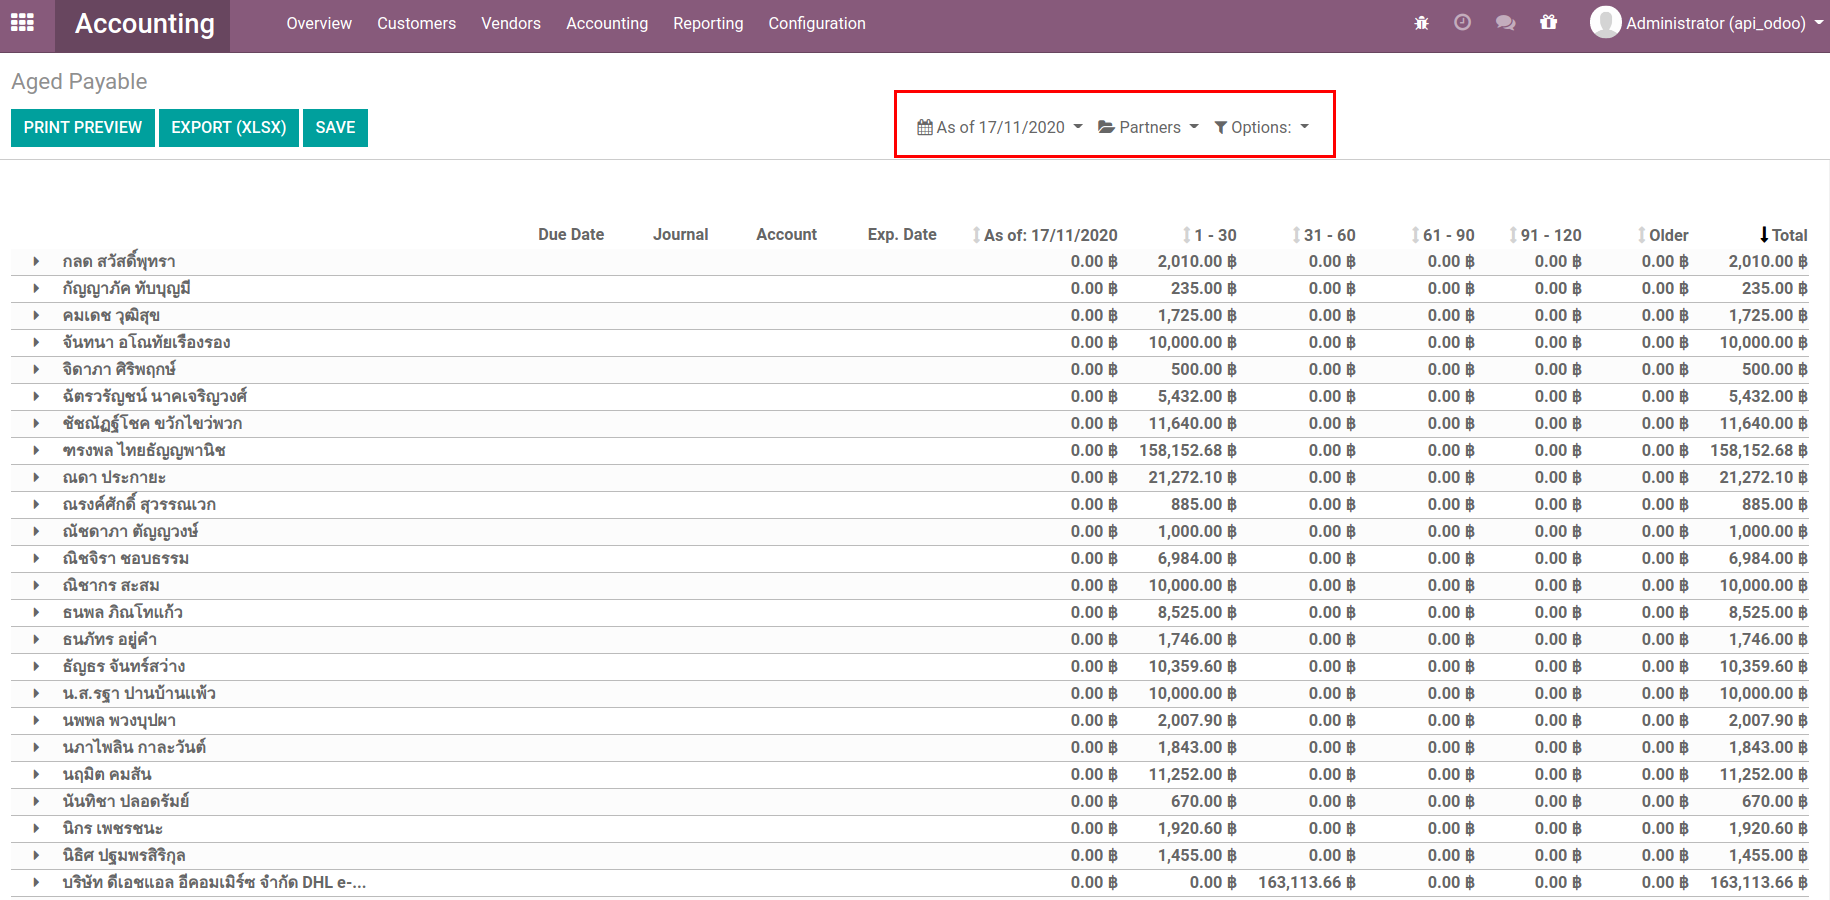 Accounting Overview Customers Vendors Accounting Reporting Configuration Administrator (api_odoo)
Aged Payable
PRINT PREVIEW EXPORT (XLSX) SAVE As of 17/11/2020 Partners Options:
Due Date Journal Account Exp. Date As of: 17/11/2020 1 - 30 31 - 60 61 - 90 91 - 120 Older Total
กลด สวัสดิ์พุทรา 0.00 ฿ 2,010.00 ฿ 0.00 ฿ 0.00 ฿ 0.00 ฿ 0.00 ฿ 2,010.00 ฿
กัญญาภัค ทับบุญมี 0.00 ฿ 235.00 ฿ 0.00 ฿ 0.00 ฿ 0.00 ฿ 0.00 ฿ 235.00 ฿
คมเดช วุฒิสุข 0.00 ฿ 1,725.00 ฿ 0.00 ฿ 0.00 ฿ 0.00 ฿ 0.00 ฿ 1,725.00 ฿
จันทนา อโณทัยเรืองรอง 0.00 ฿ 10,000.00 ฿ 0.00 ฿ 0.00 ฿ 0.00 ฿ 0.00 ฿ 10,000.00 ฿
จิดาภา ศิริพฤกษ์ 0.00 ฿ 500.00 ฿ 0.00 ฿ 0.00 ฿ 0.00 ฿ 0.00 ฿ 500.00 ฿
ฉัตรวรัญชน์ นาคเจริญวงศ์ 0.00 ฿ 5,432.00 ฿ 0.00 ฿ 0.00 ฿ 0.00 ฿ 0.00 ฿ 5,432.00 ฿
ชัชณัฏฐ์โชค ขวักไขว่พวก 0.00 ฿ 11,640.00 ฿ 0.00 ฿ 0.00 ฿ 0.00 ฿ 0.00 ฿ 11,640.00 ฿
ฑรงพล ไทยธัญญพานิช 0.00 ฿ 158,152.68 ฿ 0.00 ฿ 0.00 ฿ 0.00 ฿ 0.00 ฿ 158,152.68 ฿
ณดา ประกายะ 0.00 ฿ 21,272.10 ฿ 0.00 ฿ 0.00 ฿ 0.00 ฿ 0.00 ฿ 21,272.10 ฿
ณรงค์ศักดิ์ สุวรรณเวก 0.00 ฿ 885.00 ฿ 0.00 ฿ 0.00 ฿ 0.00 ฿ 0.00 ฿ 885.00 ฿
ณัชดาภา ตัญญวงษ์ 0.00 ฿ 1,000.00 ฿ 0.00 ฿ 0.00 ฿ 0.00 ฿ 0.00 ฿ 1,000.00 ฿
ณิชจิรา ชอบธรรม 0.00 ฿ 6,984.00 ฿ 0.00 ฿ 0.00 ฿ 0.00 ฿ 0.00 ฿ 6,984.00 ฿
ณิชากร สะสม 0.00 ฿ 10,000.00 ฿ 0.00 ฿ 0.00 ฿ 0.00 ฿ 0.00 ฿ 10,000.00 ฿
ธนพล ภิณโทแก้ว 0.00 ฿ 8,525.00 ฿ 0.00 ฿ 0.00 ฿ 0.00 ฿ 0.00 ฿ 8,525.00 ฿
ธนภัทร อยู่คำ 0.00 ฿ 1,746.00 ฿ 0.00 ฿ 0.00 ฿ 0.00 ฿ 0.00 ฿ 1,746.00 ฿
ธัญธร จันทร์สว่าง 0.00 ฿ 10,359.60 ฿ 0.00 ฿ 0.00 ฿ 0.00 ฿ 0.00 ฿ 10,359.60 ฿
น.ส.รฐา ปานบ้านแพ้ว 0.00 ฿ 10,000.00 ฿ 0.00 ฿ 0.00 ฿ 0.00 ฿ 0.00 ฿ 10,000.00 ฿
นพพล พวงบุปผา 0.00 ฿ 2,007.90 ฿ 0.00 ฿ 0.00 ฿ 0.00 ฿ 0.00 ฿ 2,007.90 ฿
นภาไพลิน กาละวันต์ 0.00 ฿ 1,843.00 ฿ 0.00 ฿ 0.00 ฿ 0.00 ฿ 0.00 ฿ 1,843.00 ฿
นฤมิต คมสัน 0.00 ฿ 11,252.00 ฿ 0.00 ฿ 0.00 ฿ 0.00 ฿ 0.00 ฿ 11,252.00 ฿
นันทิชา ปลอดรัมย์ 0.00 ฿ 670.00 ฿ 0.00 ฿ 0.00 ฿ 0.00 ฿ 0.00 ฿ 670.00 ฿
นิกร เพชรชนะ 0.00 ฿ 1,920.60 ฿ 0.00 ฿ 0.00 ฿ 0.00 ฿ 0.00 ฿ 1,920.60 ฿
นิธิศ ปฐมพรสิริกุล 0.00 ฿ 1,455.00 ฿ 0.00 ฿ 0.00 ฿ 0.00 ฿ 0.00 ฿ 1,455.00 ฿
บริษัท ดีเอชแอล อีคอมเมิร์ซ จำกัด DHL e-... 0.00 ฿ 0.00 ฿ 163,113.66 ฿ 0.00 ฿ 0.00 ฿ 0.00 ฿ 163,113.66 ฿